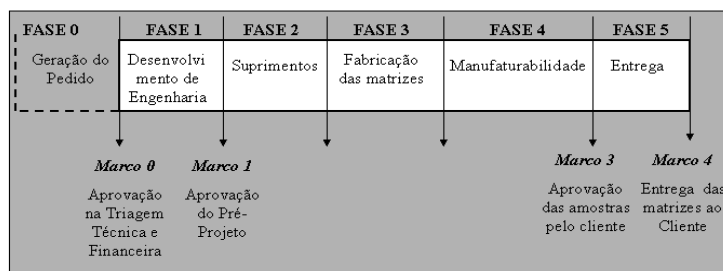 FASE 0
FASE 1
FASE 2
FASE 3
FASE 4
FASE 5
Geração do
Pedido
Desenvolvi
mento de
Engenharia
Suprimentos
Fabricação
das matrizes
Manufaturabilidade
Entrega
Marco 0
Aprovação
na Triagem
Técnica e
Financeira
Marco 1
Aprovação
do Pré-
Projeto
Marco 3
Aprovação
das amostras
pelo cliente
Marco 4
Entrega das
matrizes ao
Cliente